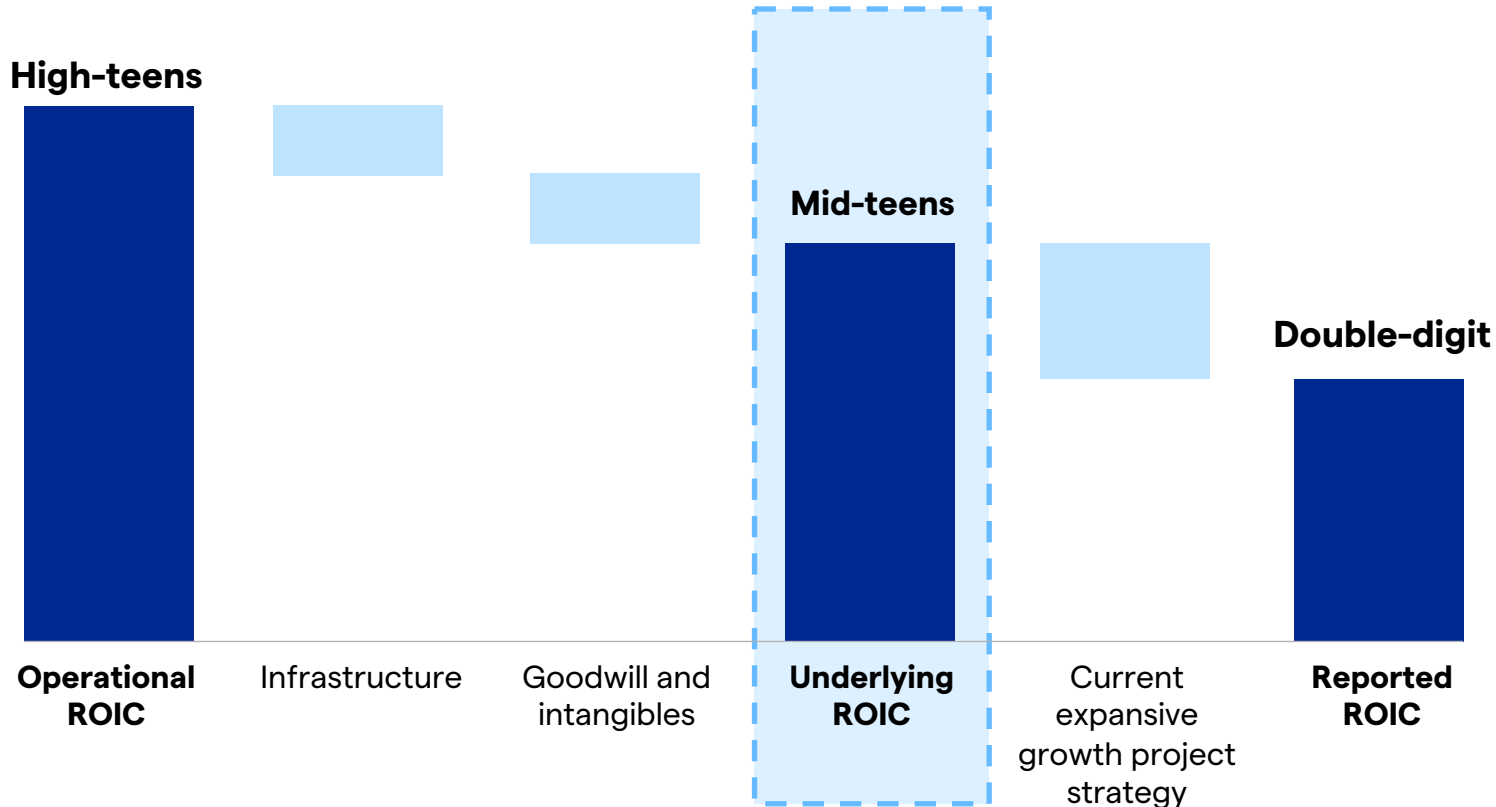 High-teens
Mid-teens
Double-digit
Operational
ROIC
Infrastructure
Goodwill and
intangibles
Underlying
ROIC
Current
expansive
growth project
strategy
Reported
ROIC